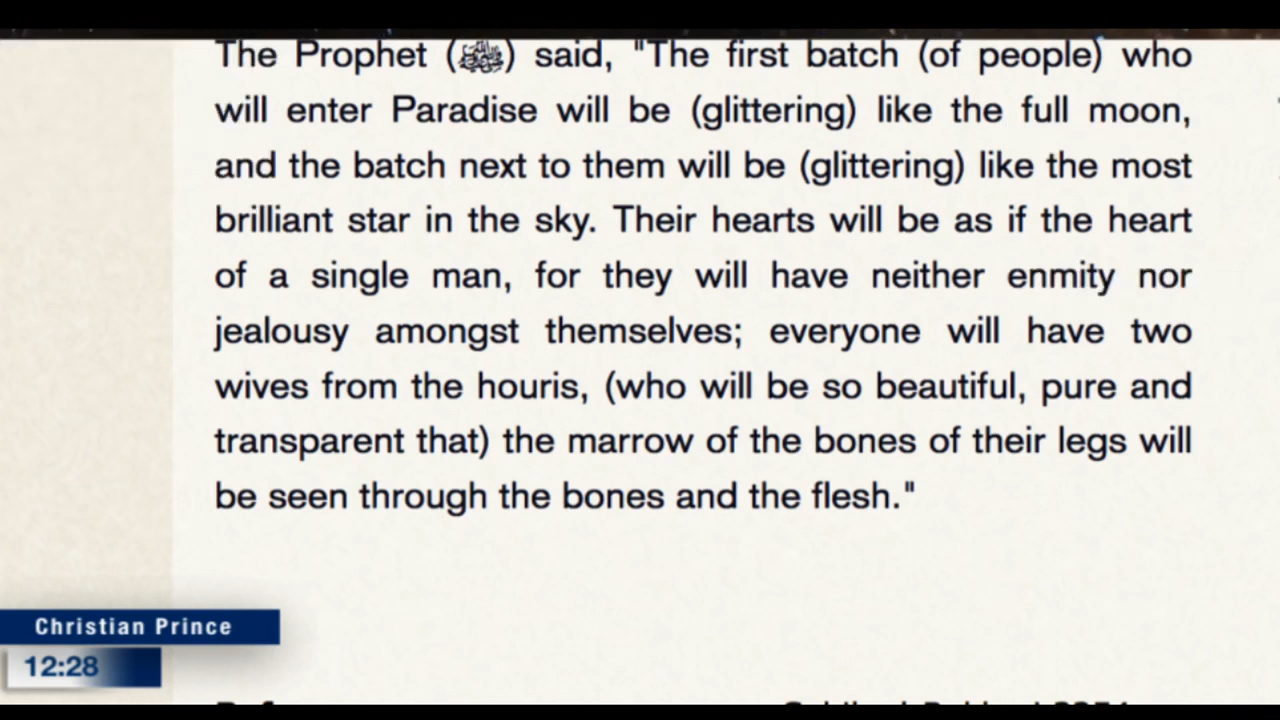 The Prophet (ﷺ) said, "The first batch (of people) who
will enter Paradise will be (glittering) like the full moon,
and the batch next to them will be (glittering) like the most
brilliant star in the sky. Their hearts will be as if the heart
of a single man, for they will have neither enmity nor
jealousy amongst themselves; everyone will have two
wives from the houris, (who will be so beautiful, pure and
transparent that) the marrow of the bones of their legs will
be seen through the bones and the flesh."
Christian Prince
12:28